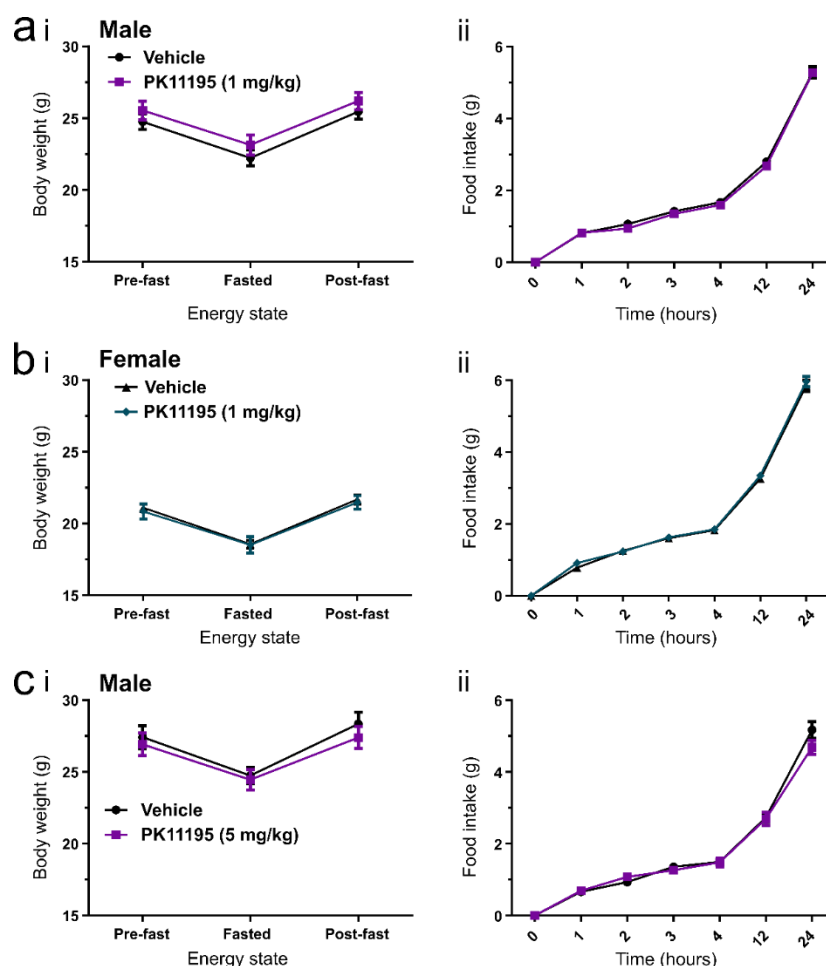 a i Male
Vehicle
PK11195 (1 mg/kg)
Body weight (g)
30
25
20
15
Pre-fast Fasted Post-fast
Energy state
ii
Food intake (g)
6
4
2
0
0 1 2 3 4 12 24
Time (hours)
b i Female
Vehicle
PK11195 (1 mg/kg)
Body weight (g)
30
25
20
15
Pre-fast Fasted Post-fast
Energy state
ii
Food intake (g)
6
4
2
0
0 1 2 3 4 12 24
Time (hours)
c i Male
Vehicle
PK11195 (5 mg/kg)
Body weight (g)
30
25
20
15
Pre-fast Fasted Post-fast
Energy state
ii
Food intake (g)
6
4
2
0
0 1 2 3 4 12 24
Time (hours)